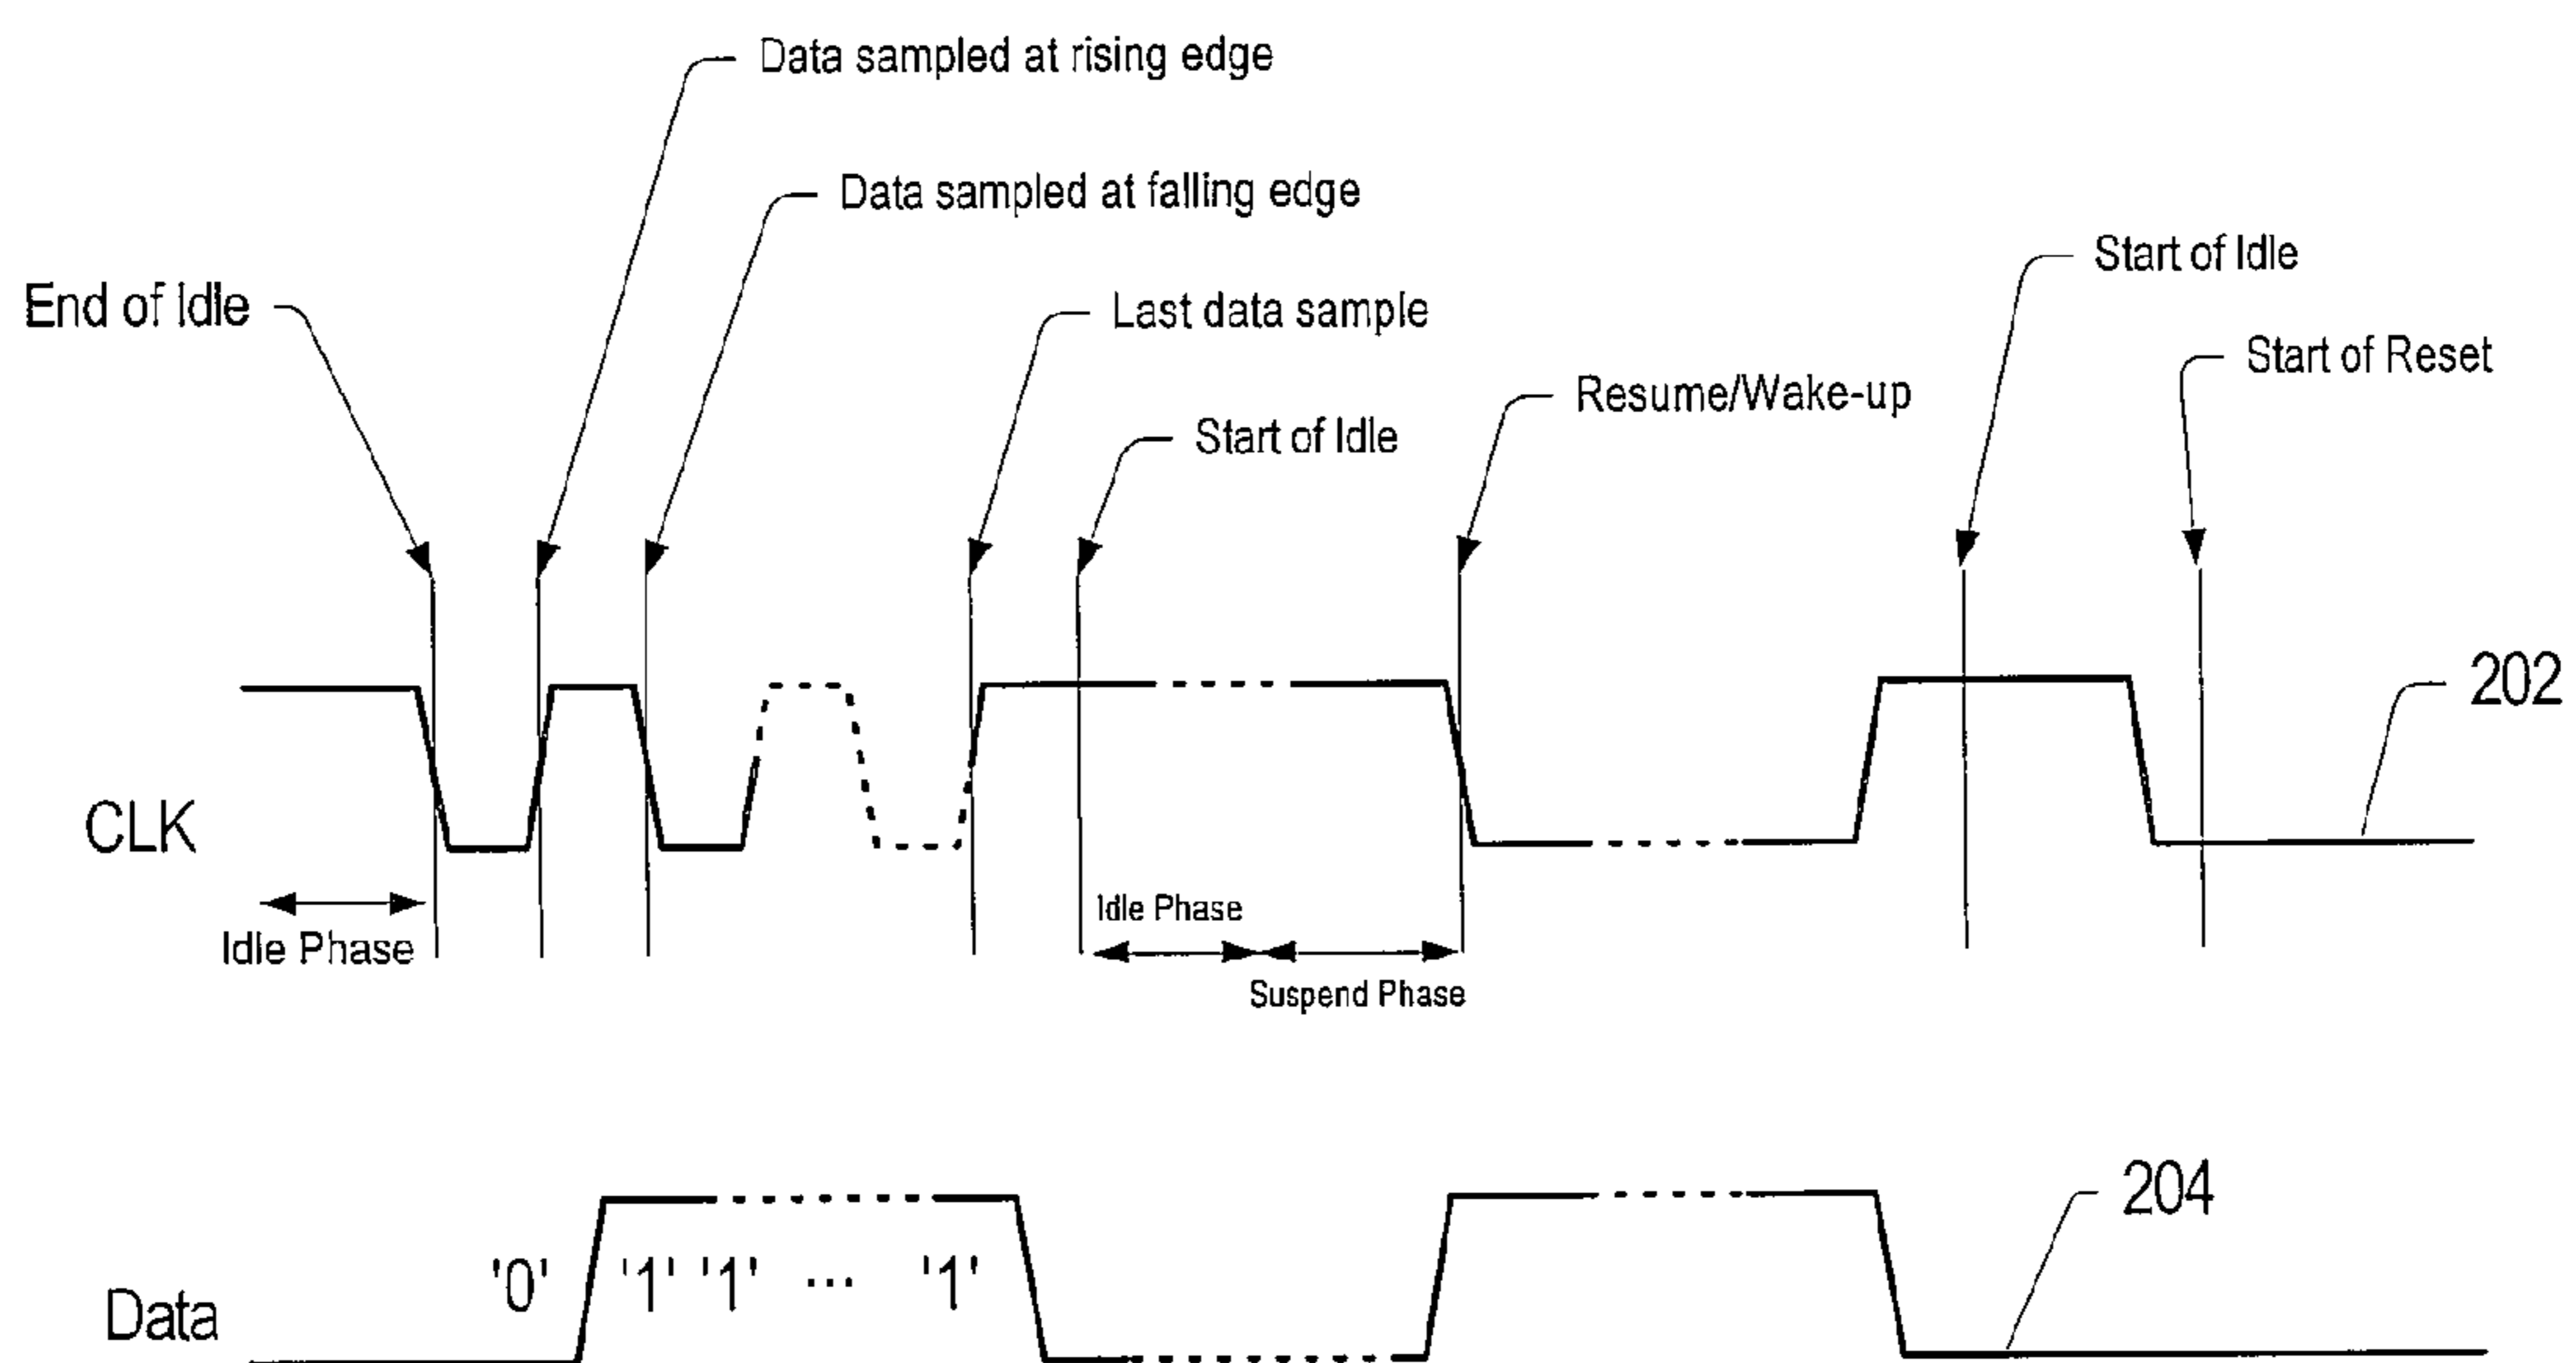 Data sampled at rising edge
Data sampled at falling edge
Start of Idle
End of Idle
Last data sample
Start of Reset
Resume/Wake-up
Start of Idle
202
CLK
Idle Phase
Idle Phase
Suspend Phase
204
'0' '1' '1' ... '1'
Data